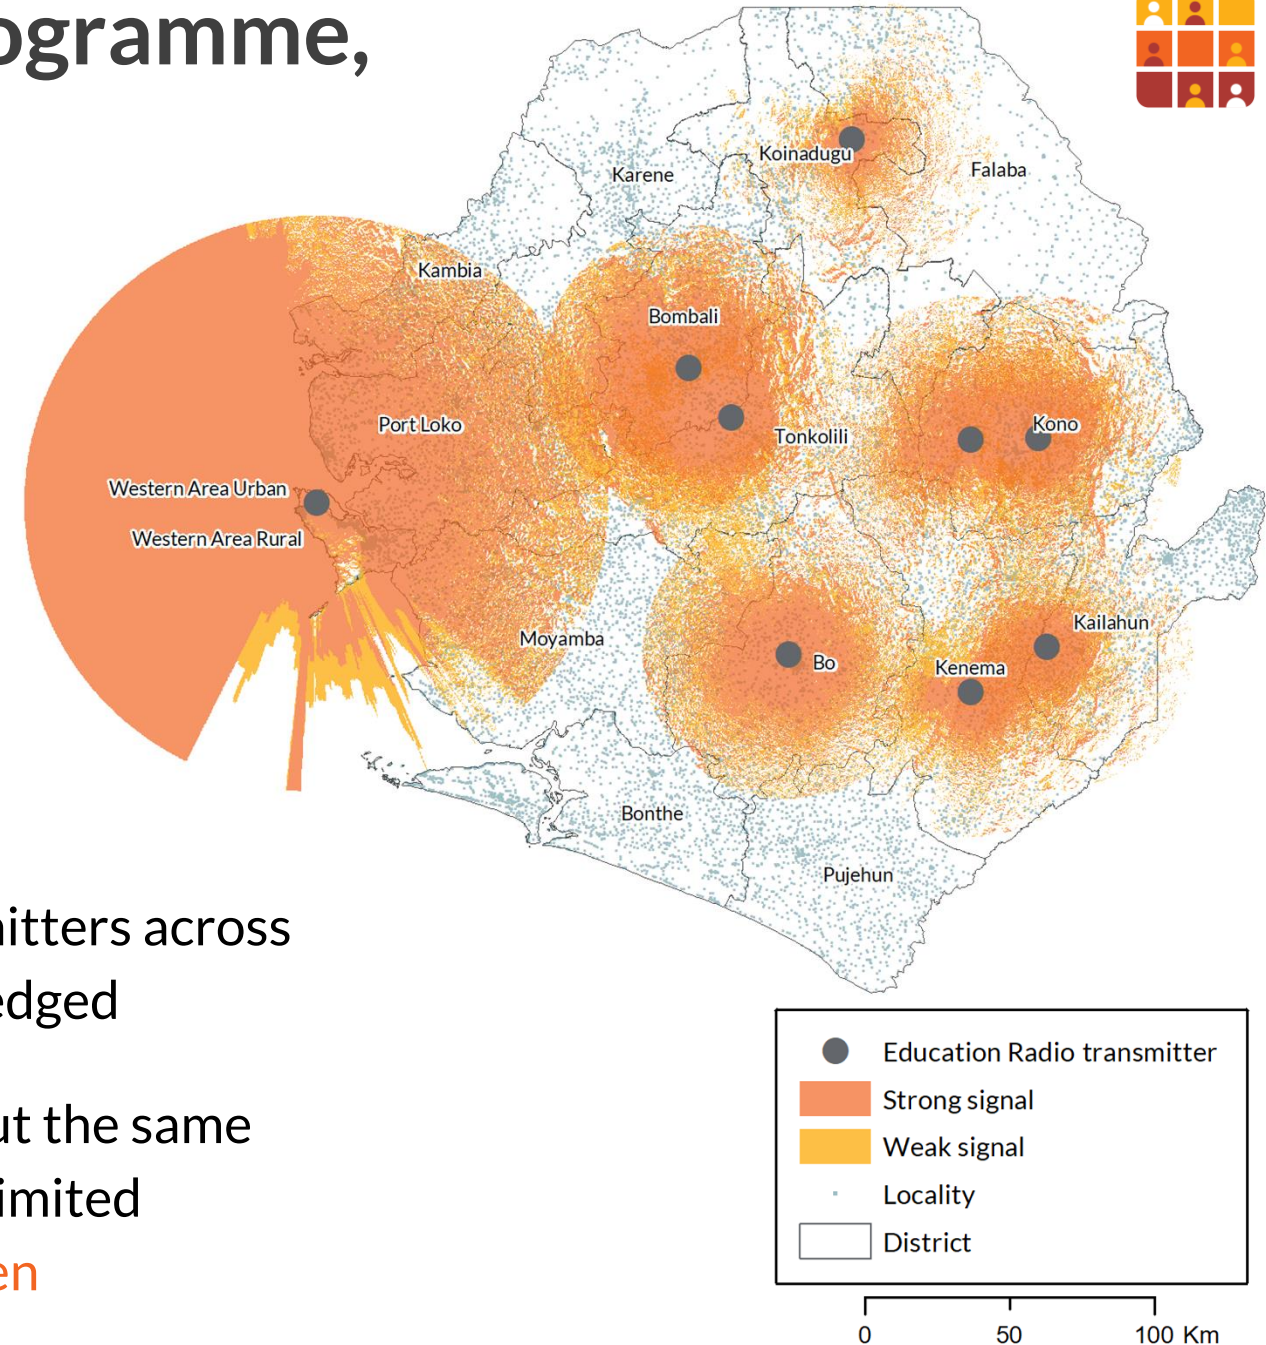 ogramme,
Koinadugu
Falaba
Karene
Kambia
Bombali
Port Loko
Kono
Tonkolili
Western Area Urban
Western Area Rural
Kailahun
Moyamba
Bo
Kenema
Bonthe
Pujehun
itters across
edged
ut the same
imited
en
Education Radio transmitter
Strong signal
Weak signal
Locality
District
0 50 100 Km